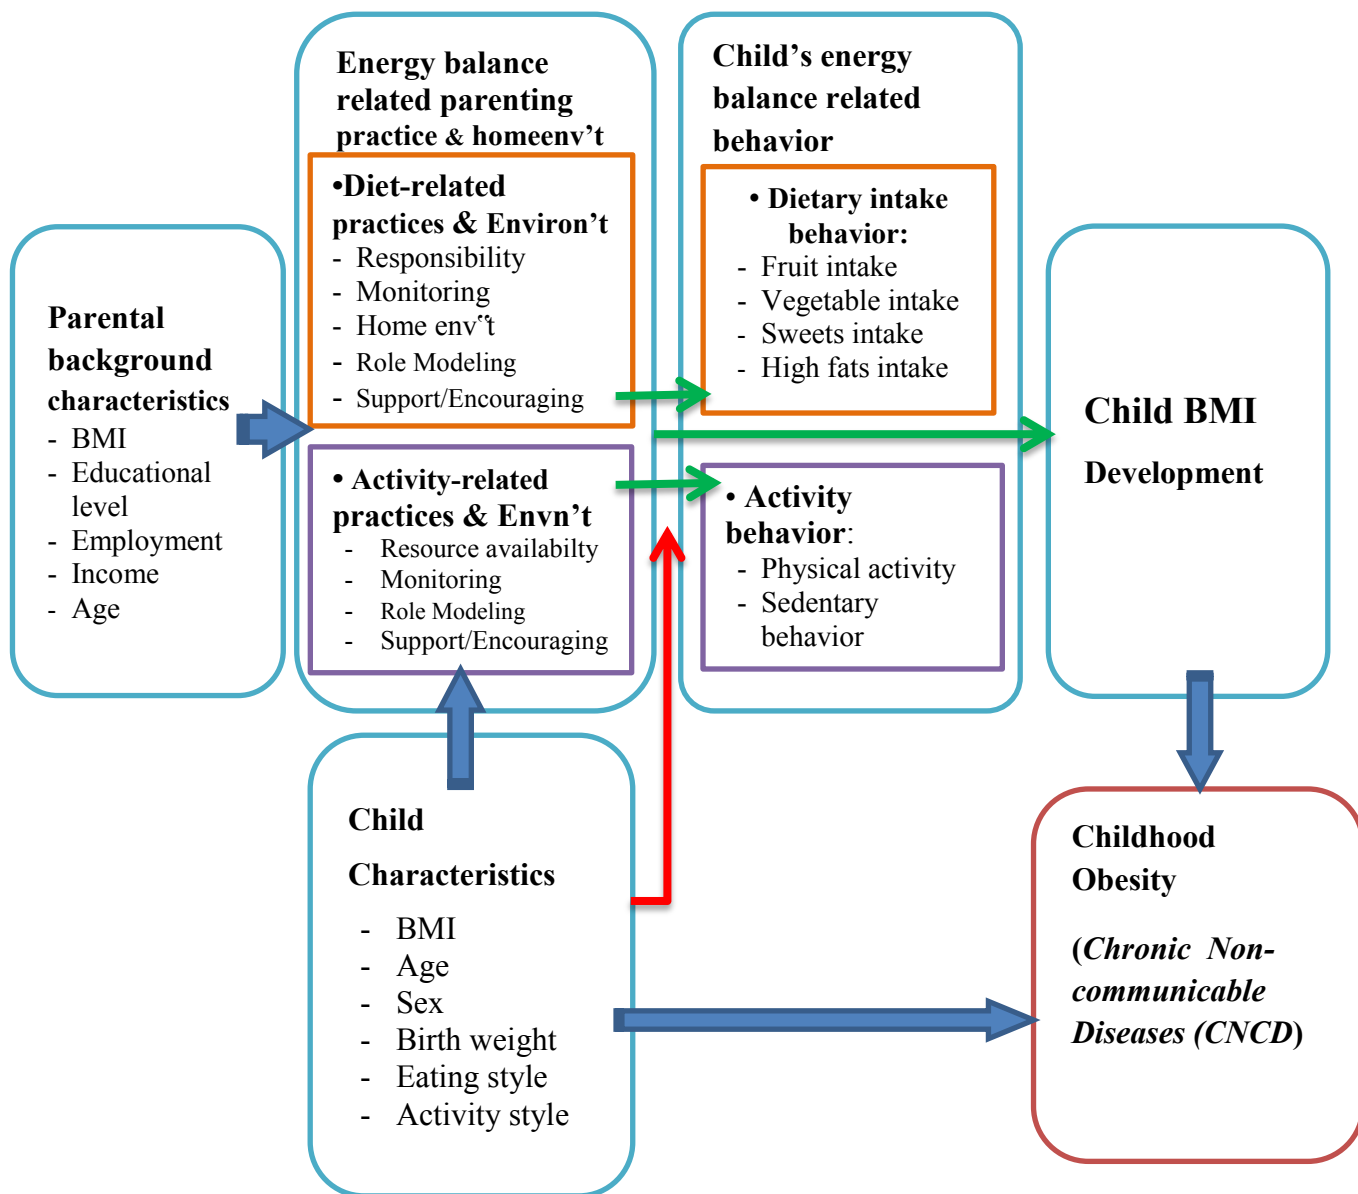 Energy balance
related parenting
practice & homeenv’t
•Diet-related
practices & Environ’t
- Responsibility
- Monitoring
- Home env‟t
- Role Modeling
- Support/Encouraging
• Activity-related
practices & Envn’t
- Resource availabilty
- Monitoring
- Role Modeling
- Support/Encouraging
Child’s energy
balance related
behavior
• Dietary intake
behavior:
- Fruit intake
- Vegetable intake
- Sweets intake
- High fats intake
• Activity
behavior:
- Physical activity
- Sedentary
behavior
Parental
background
characteristics
- BMI
- Educational
level
- Employment
- Income
- Age
Child BMI
Development
Child
Characteristics
- BMI
- Age
- Sex
- Birth weight
- Eating style
- Activity style
Childhood
Obesity
(Chronic Non-
communicable
Diseases (CNCD)